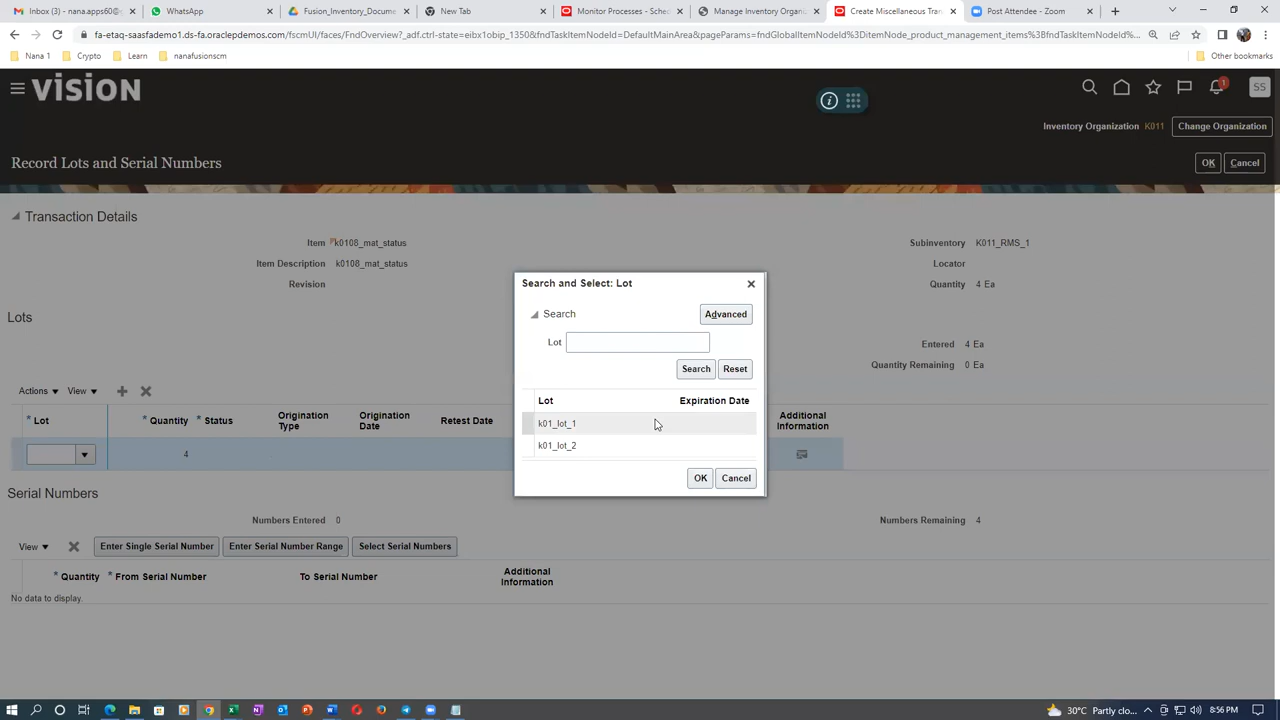 Inbox (3) - nana.apps60@
WhatsApp
Fusion_Inventory_Docume
New Tab
Monitor Processes - Sched
Manage Inventory Organi
Create Miscellaneous Tran
Post Attendee - Zoom
fa-etaq-saasfademo1.ds-fa.oraclepdemos.com/fscmUI/faces/FndOverview?_adf.ctrl-state=eibx1obip_1350&fndTaskItemNodeId=DefaultMainArea&pageParams=fndGlobalItemNodeId%3DitemNode_product_management_items%3BfndTaskItemNodeId%...
Nana 1
Crypto
Learn
nanafusionscm
Other bookmarks
vision
1
SS
Inventory Organization K011
Change Organization
Record Lots and Serial Numbers
OK
Cancel
Transaction Details
Item k0108_mat_status
Subinventory K011_RMS_1
Item Description k0108_mat_status
Locator
Revision
Quantity 4 Ea
Lots
Entered 4 Ea
Quantity Remaining 0 Ea
Search and Select: Lot
Search
Advanced
Lot
Search
Reset
Lot
Expiration Date
k01_lot_1
k01_lot_2
OK
Cancel
Actions
View
* Lot
* Quantity
* Status
Origination Type
Origination Date
Retest Date
Additional Information
4
Serial Numbers
Numbers Entered 0
Numbers Remaining 4
View
Enter Single Serial Number
Enter Serial Number Range
Select Serial Numbers
* Quantity
* From Serial Number
To Serial Number
Additional Information
No data to display.
30°C Partly clo...
8:56 PM